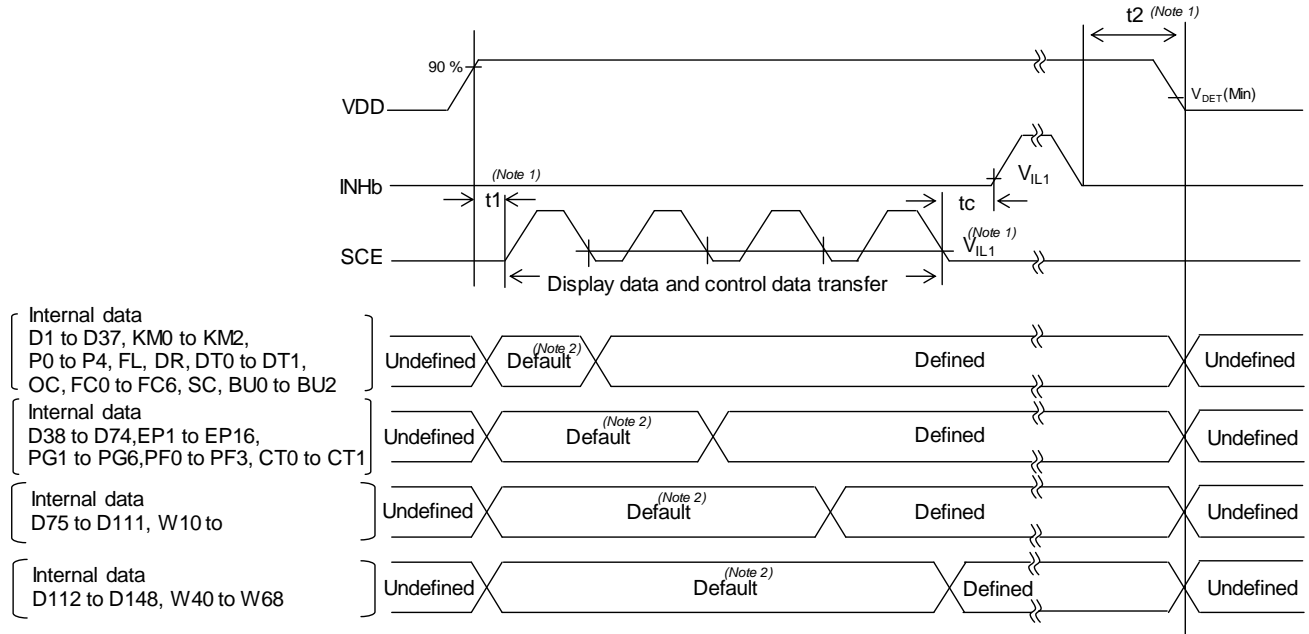 t2 (Note 1)
90 %
VDD
VDET(Min)
INHb
(Note 1)
t1
tc
VIL1
SCE
(Note 1)
VIL1
Display data and control data transfer
Internal data
D1 to D37, KM0 to KM2,
P0 to P4, FL, DR, DT0 to DT1,
OC, FC0 to FC6, SC, BU0 to BU2
Undefined
Default (Note 2)
Defined
Undefined
Internal data
D38 to D74,EP1 to EP16,
PG1 to PG6,PF0 to PF3, CT0 to CT1
Undefined
Default (Note 2)
Defined
Undefined
Internal data
D75 to D111, W10 to
Undefined
Default (Note 2)
Defined
Undefined
Internal data
D112 to D148, W40 to W68
Undefined
Default (Note 2)
Defined
Undefined